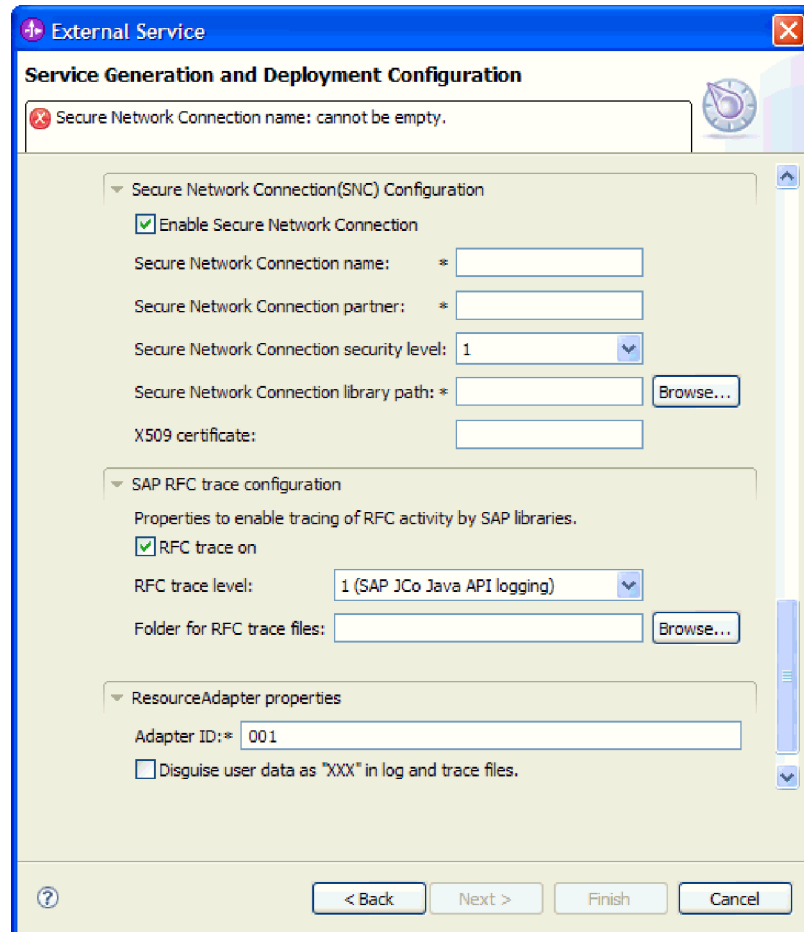 External Service
Service Generation and Deployment Configuration
Secure Network Connection name: cannot be empty.
Secure Network Connection(SNC) Configuration
Enable Secure Network Connection
Secure Network Connection name: *
Secure Network Connection partner: *
Secure Network Connection security level: 1
Secure Network Connection library path: * Browse...
X509 certificate:
SAP RFC trace configuration
Properties to enable tracing of RFC activity by SAP libraries.
RFC trace on
RFC trace level: 1 (SAP JCo Java API logging)
Folder for RFC trace files: Browse...
ResourceAdapter properties
Adapter ID:* 001
Disguise user data as "XXX" in log and trace files.
? < Back Next > Finish Cancel